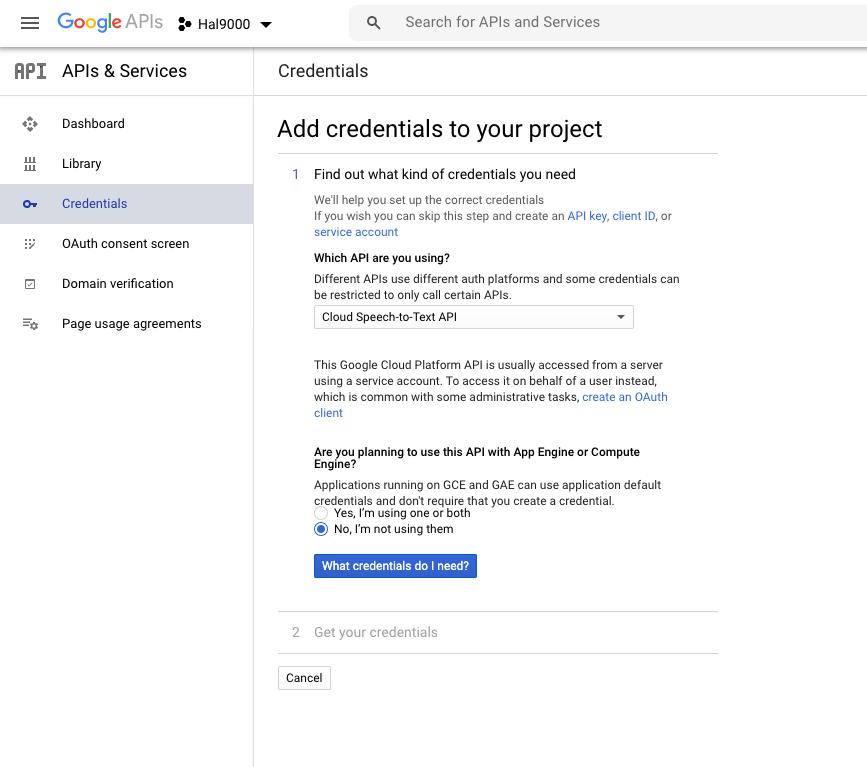 Google APIs
Hal9000
Search for APIs and Services
API
APIs & Services
Credentials
Dashboard
Library
Credentials
OAuth consent screen
Domain verification
Page usage agreements
Add credentials to your project
1 Find out what kind of credentials you need
We'll help you set up the correct credentials
If you wish you can skip this step and create an API key, client ID, or
service account
Which API are you using?
Different APIs use different auth platforms and some credentials can
be restricted to only call certain APIs.
Cloud Speech-to-Text API
This Google Cloud Platform API is usually accessed from a server
using a service account. To access it on behalf of a user instead,
which is common with some administrative tasks, create an OAuth
client
Are you planning to use this API with App Engine or Compute
Engine?
Applications running on GCE and GAE can use application default
credentials and don't require that you create a credential.
Yes, I'm using one or both
No, I'm not using them
What credentials do I need?
2 Get your credentials
Cancel